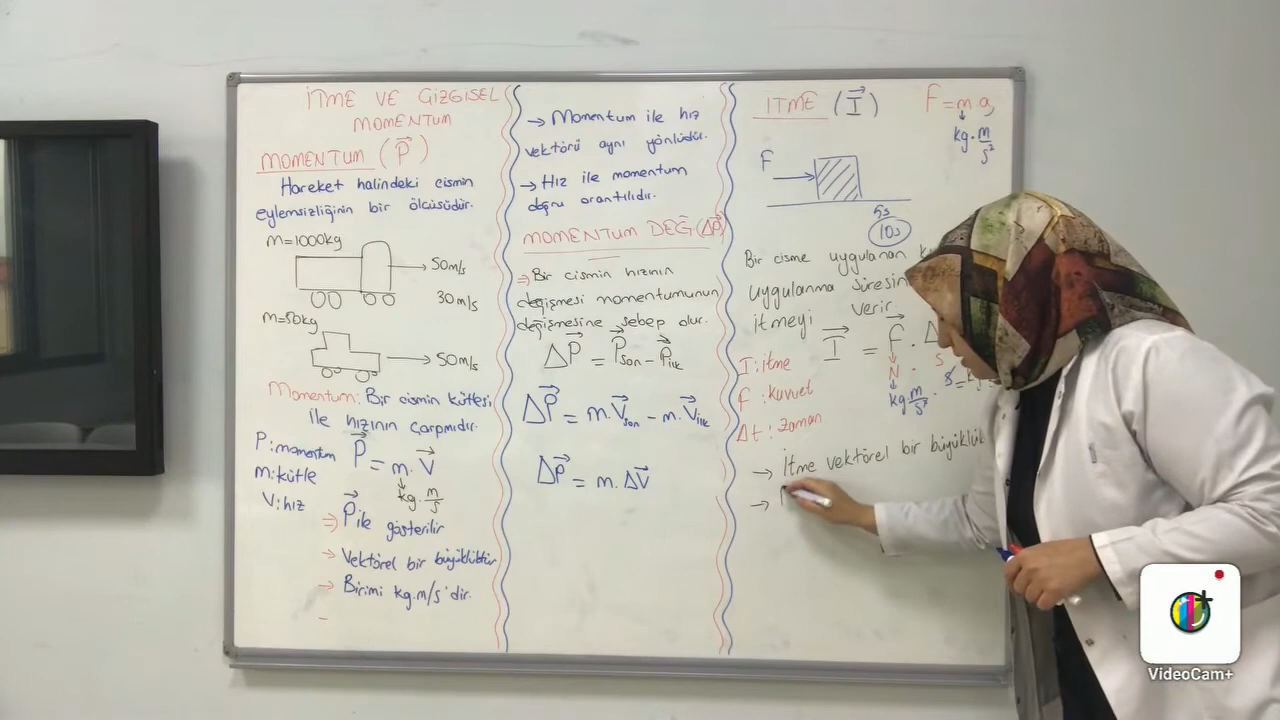 İTME VE ÇİZGİSEL
MOMENTUM
MOMENTUM (P)
Hareket halindeki cismin
eylemsizliğinin bir ölçüsüdür.
m=1000kg
50m/s
30m/s
m=50kg
50m/s
Momentum: Bir cismin kütlesi
ile hızının çarpımıdır.
P:momentum
m:kütle
V:hız
P = m.V
kg.m/s
⇒ P ile gösterilir
→ Vektörel bir büyüklüktür
→ Birimi kg.m/s'dir.
→ Momentum ile hız
vektörü aynı yönlüdür.
→ Hız ile momentum
doğru orantılıdır.
MOMENTUM DEĞ(ΔP)
⇒ Bir cismin hızının
değişmesi momentumunun
değişmesine sebep olur.
ΔP = Pson - Pilk
ΔP = m.Vson - m.Vilk
ΔP = m.ΔV
İTME (I)
F=m.a
kg.m/s²
F
5s
10s
Bir cisme uygulanan
uygulanma
itmeyi verir.
I = F.
N . s
kg.m/s²
I:itme
F:kuvvet
Δt:zaman
→ İtme vektörel bir büyüklük
→